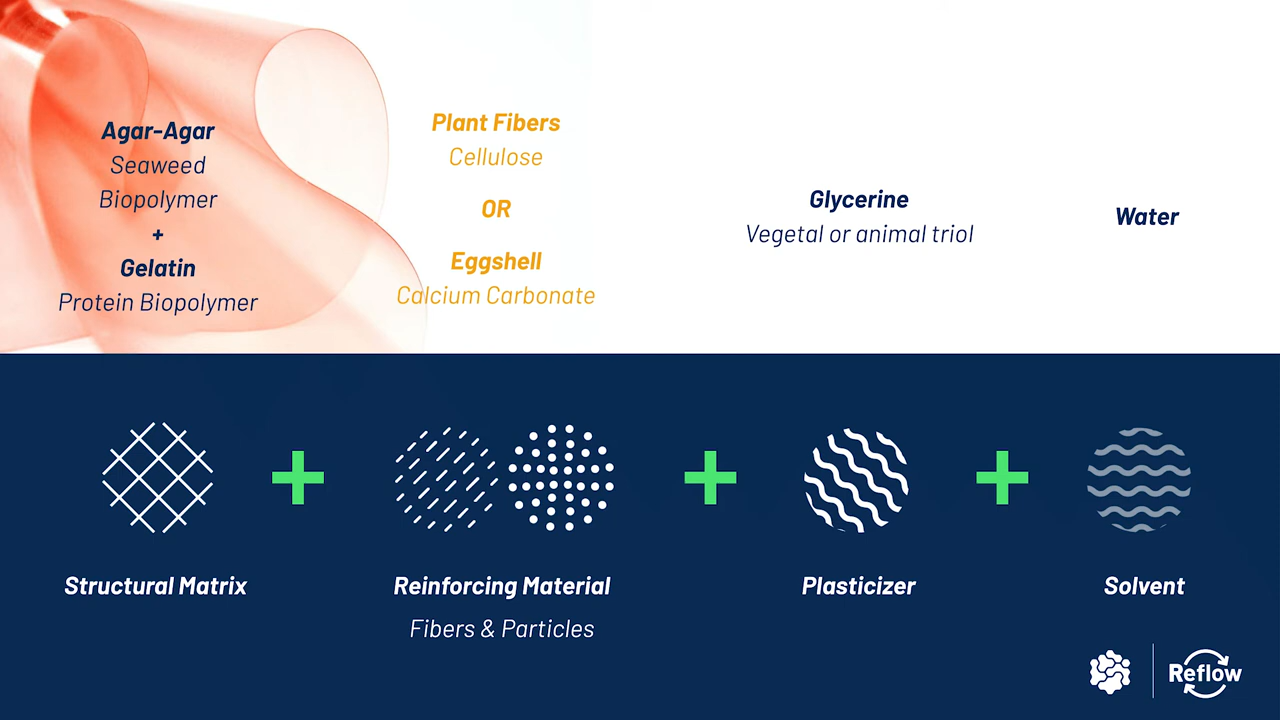 Agar-Agar
Seaweed
Biopolymer
+
Gelatin
Protein Biopolymer
Plant Fibers
Cellulose
OR
Eggshell
Calcium Carbonate
Glycerine
Vegetal or animal triol
Water
Structural Matrix
Reinforcing Material
Fibers & Particles
Plasticizer
Solvent
Reflow